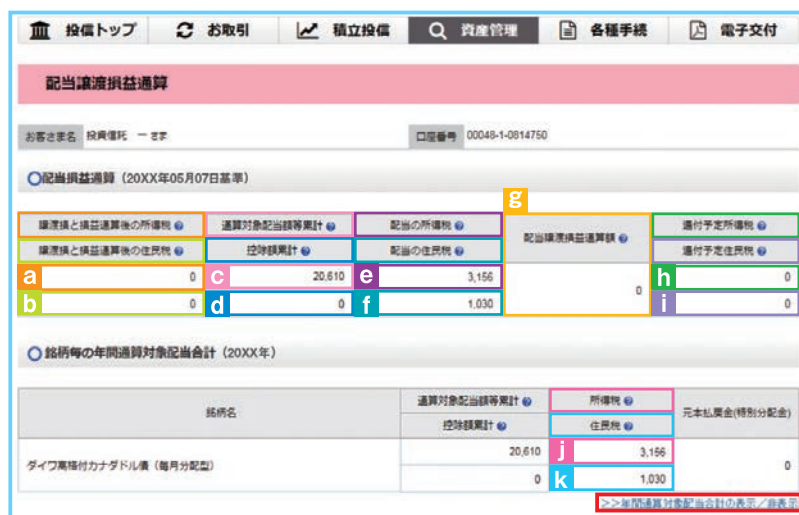 投信トップ お取引 積立投信 資産管理 各種手続 電子交付
配当譲渡損益通算
お客さま名 投資信託 一 さま 口座番号 00048-1-0814750
配当損益通算（20XX年05月07日基準）
g
譲渡損と損益通算後の所得税 通算対象配当額等累計 配当の所得税 配当譲渡損益通算額 還付予定所得税
譲渡損と損益通算後の住民税 控除額累計 配当の住民税 還付予定住民税
a 0 c 20,610 e 3,156 0 h 0
b 0 d 0 f 1,030 i 0
銘柄毎の年間通算対象配当合計（20XX年）
銘柄名 通算対象配当額等累計 所得税 元本払戻金(特別分配金)
控除額累計 住民税
ダイワ高格付カナダドル債（毎月分配型） 20,610 j 3,156 0
0 k 1,030
>>年間通算対象配当合計の表示／非表示